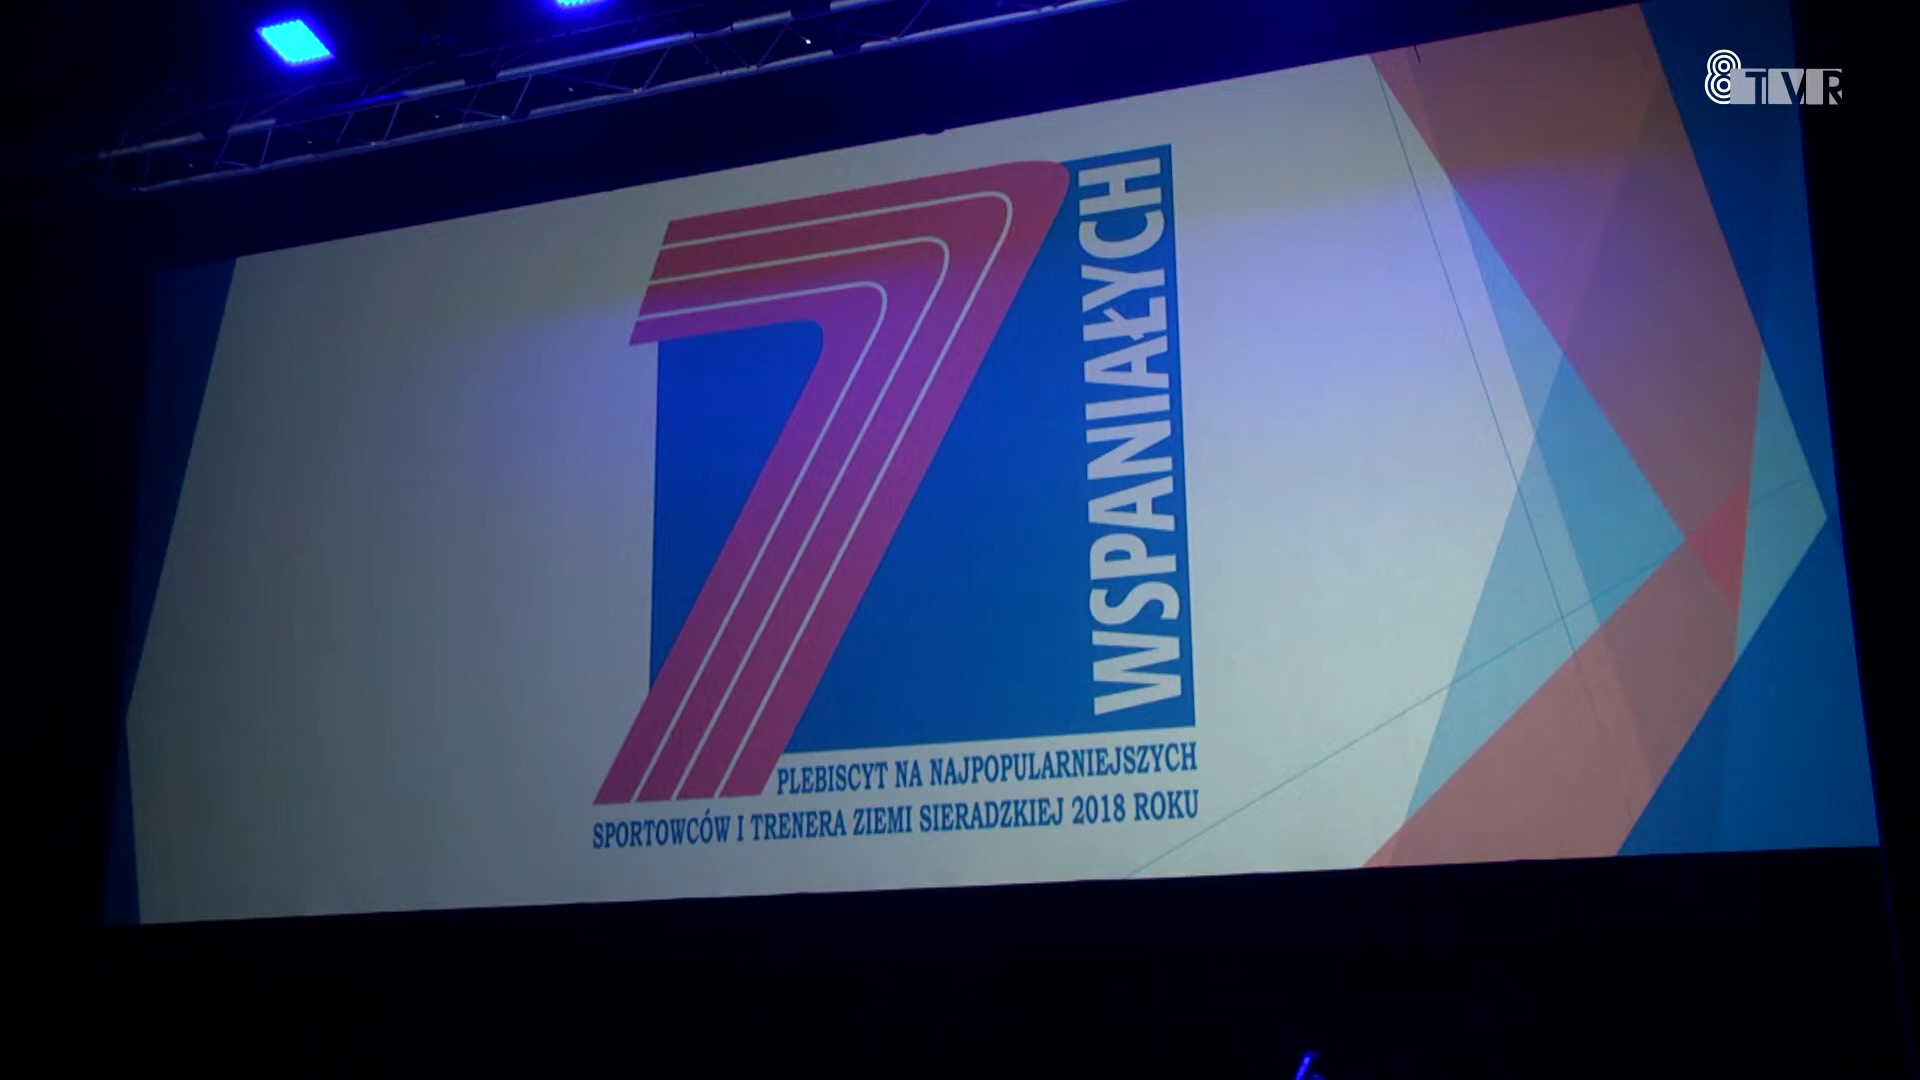 8TVR
7 WSPANIAŁYCH
PLEBISCYT NA NAJPOPULARNIEJSZYCH
SPORTOWCÓW I TRENERA ZIEMI SIERADZKIEJ 2018 ROKU